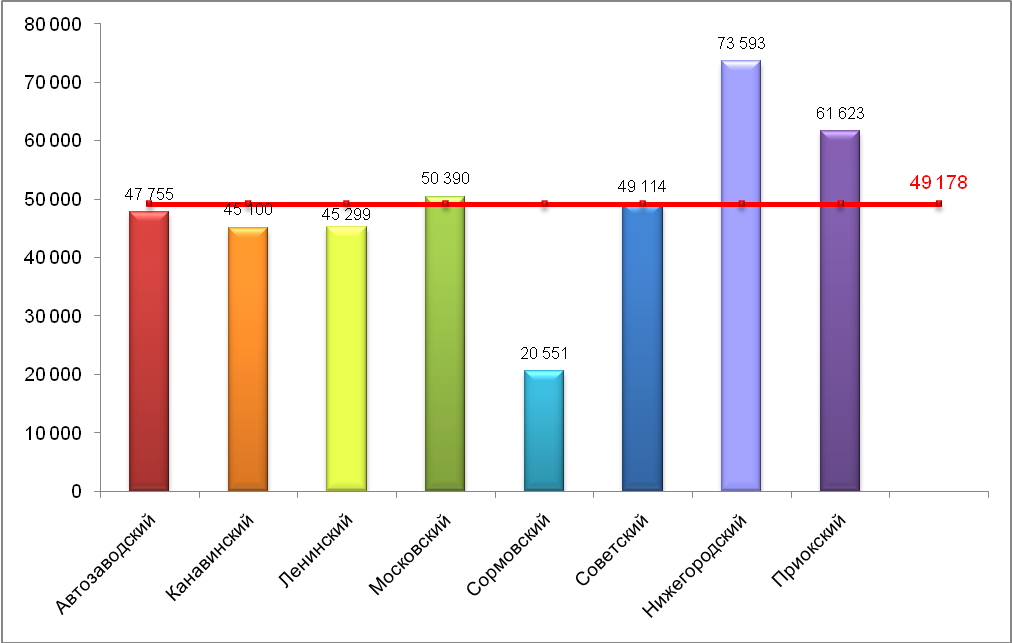 80 000
70 000
60 000
50 000
40 000
30 000
20 000
10 000
0
47 755
45 100
45 299
50 390
20 551
49 114
73 593
61 623
49 178
Автозаводский
Канавинский
Ленинский
Московский
Сормовский
Советский
Нижегородский
Приокский